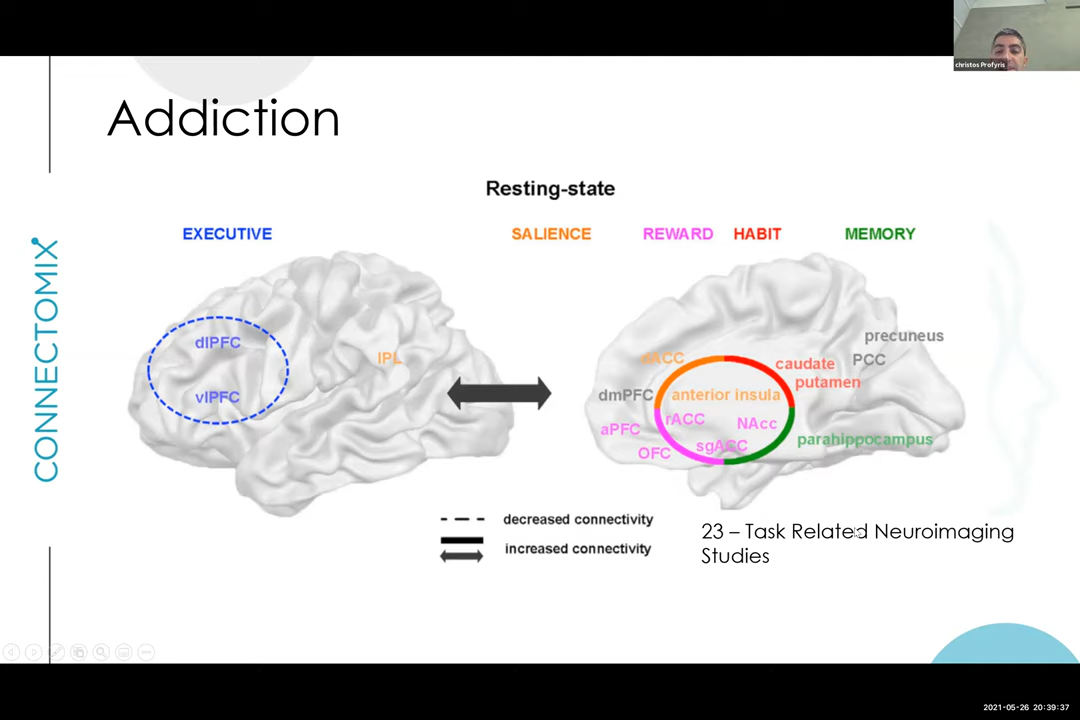 christos Profyris
Addiction
Resting-state
EXECUTIVE SALIENCE REWARD HABIT MEMORY
CONNECTOMIX
dlPFC
vlPFC
IPL
precuneus
PCC
dACC
caudate
putamen
dmPFC
anterior insula
rACC
NAcc
aPFC
OFC
sgACC
parahippocampus
decreased connectivity
increased connectivity
23 – Task Related Neuroimaging
Studies
2021-05-26 20:39:37